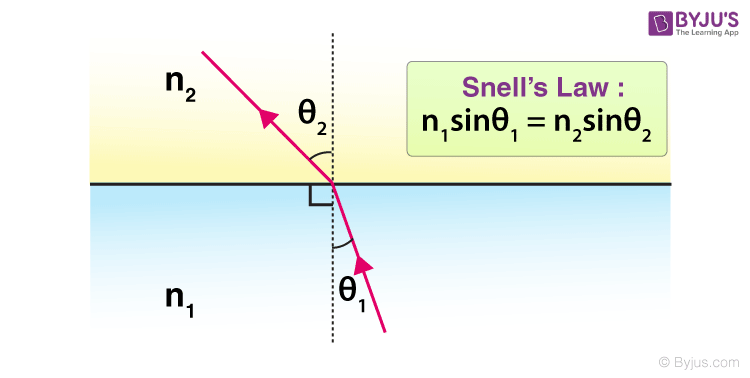 BYJU'S
The Learning App
n₂
θ₂
Snell's Law :
n₁sinθ₁ = n₂sinθ₂
θ₁
n₁
© Byjus.com